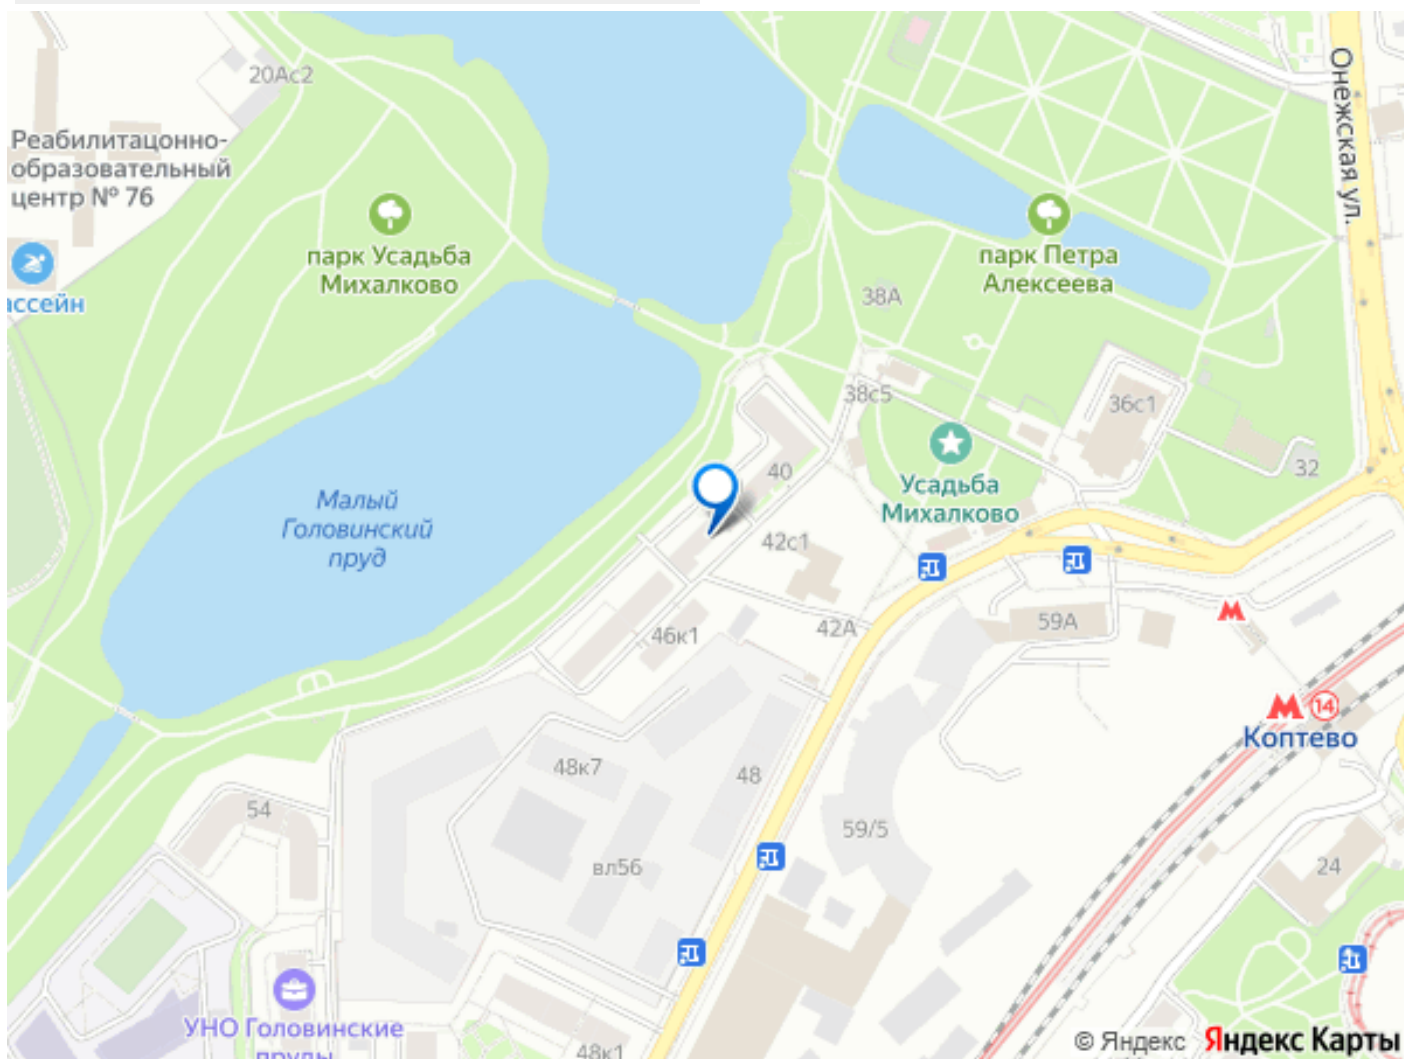 20Ас2
Реабилитацонно-
образовательный
центр № 76
ассейн
парк Усадьба
Михалково
Онежская ул.
парк Петра
Алексеева
38А
38с5
36с1
32
40
Усадьба
Михалково
Малый
Головинский
пруд
42с1
42А
46к1
59А
14
Коптево
48к7
48
54
59/5
вл56
24
УНО Головинские
пруды
48к1
© Яндекс Яндекс Карты